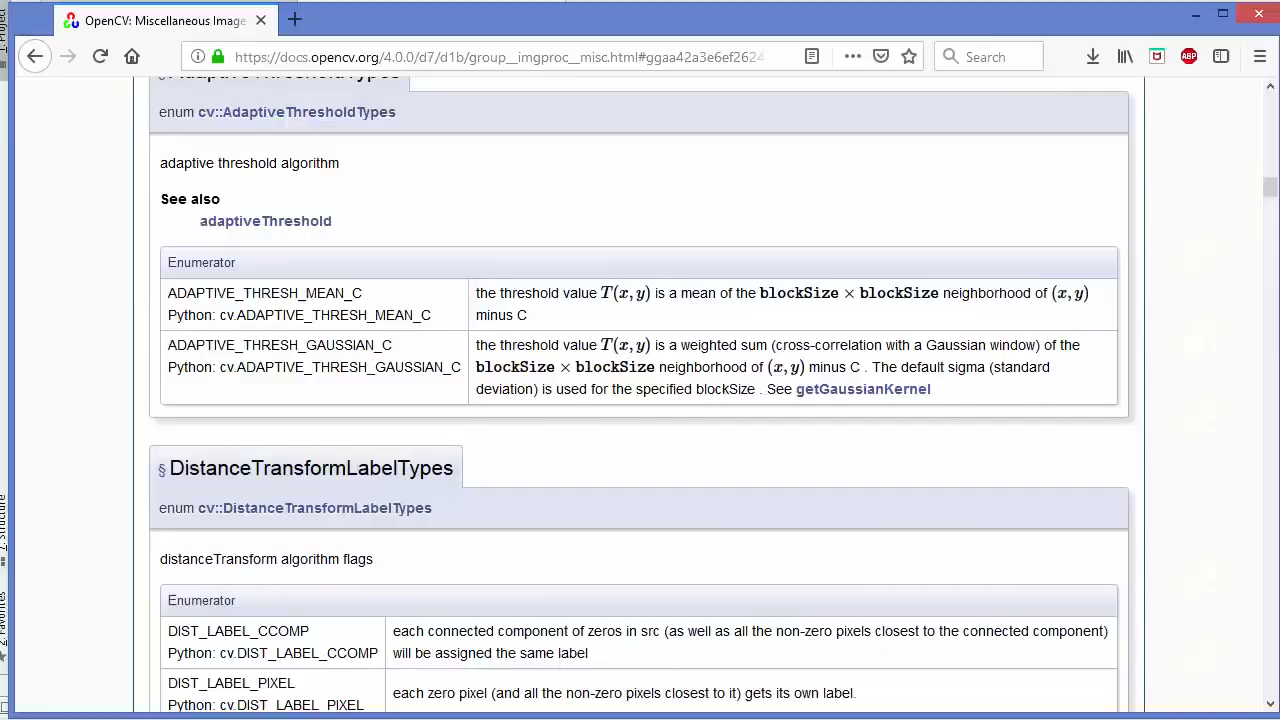 OpenCV: Miscellaneous Image
https://docs.opencv.org/4.0.0/d7/d1b/group__imgproc__misc.html#ggaa42a3e6ef2624
Search
ABP
AdaptiveThresholdTypes
enum cv::AdaptiveThresholdTypes
adaptive threshold algorithm
See also
adaptiveThreshold
Enumerator
ADAPTIVE_THRESH_MEAN_C
Python: cv.ADAPTIVE_THRESH_MEAN_C
the threshold value T(x, y) is a mean of the blockSize × blockSize neighborhood of (x, y)
minus C
ADAPTIVE_THRESH_GAUSSIAN_C
Python: cv.ADAPTIVE_THRESH_GAUSSIAN_C
the threshold value T(x, y) is a weighted sum (cross-correlation with a Gaussian window) of the
blockSize × blockSize neighborhood of (x, y) minus C . The default sigma (standard
deviation) is used for the specified blockSize . See getGaussianKernel
§ DistanceTransformLabelTypes
enum cv::DistanceTransformLabelTypes
distanceTransform algorithm flags
Enumerator
DIST_LABEL_CCOMP
Python: cv.DIST_LABEL_CCOMP
each connected component of zeros in src (as well as all the non-zero pixels closest to the connected component)
will be assigned the same label
DIST_LABEL_PIXEL
Python: cv.DIST_LABEL_PIXEL
each zero pixel (and all the non-zero pixels closest to it) gets its own label.
Z: Structure
2: Favorites